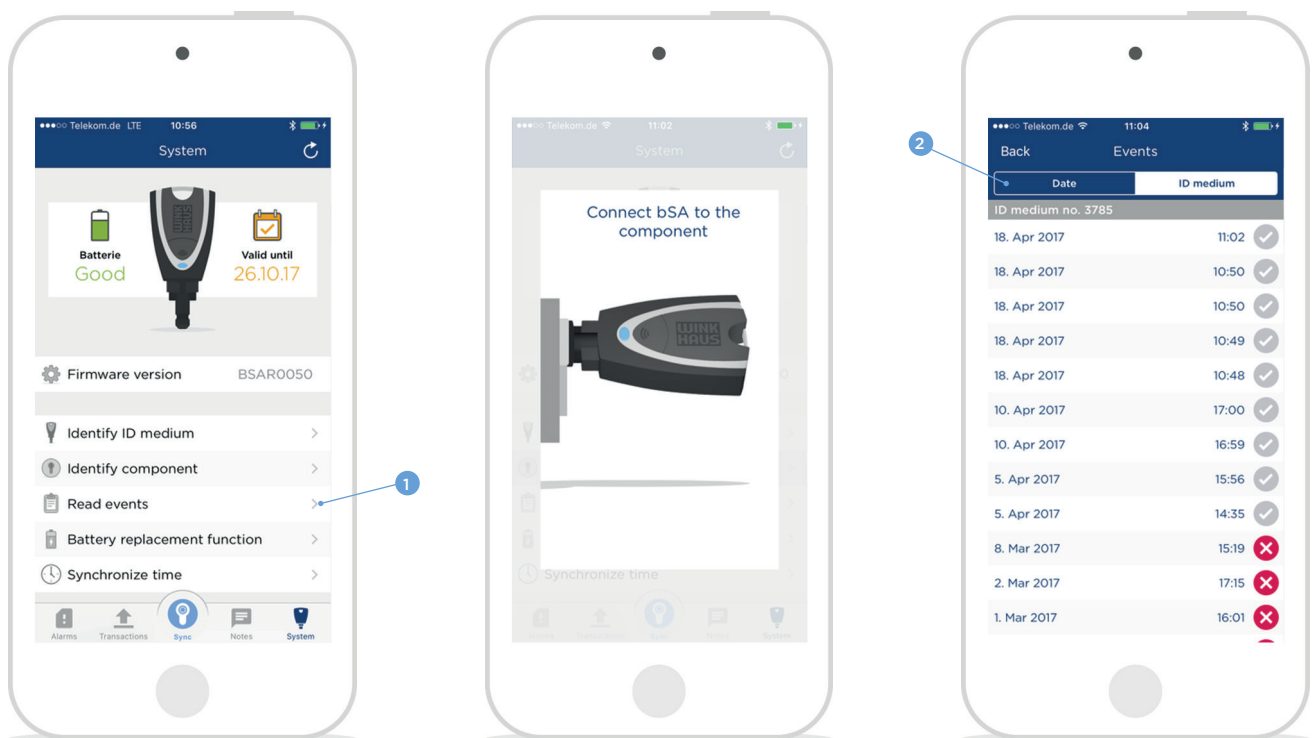 ●●●○○ Telekom.de LTE 10:56
System
Batterie
Good
Valid until
26.10.17
Firmware version BSAR0050
Identify ID medium
Identify component
Read events
1
Battery replacement function
Synchronize time
Alarms Transactions Sync Notes System
●●●○○ Telekom.de 11:02
System
Connect bSA to the
component
WINK
HAUS
Synchronize time
Sync
System
2
●●●○○ Telekom.de 11:04
Back Events
Date ID medium
ID medium no. 3785
18. Apr 2017 11:02
18. Apr 2017 10:50
18. Apr 2017 10:50
18. Apr 2017 10:49
18. Apr 2017 10:48
10. Apr 2017 17:00
10. Apr 2017 16:59
5. Apr 2017 15:56
5. Apr 2017 14:35
8. Mar 2017 15:19
2. Mar 2017 17:15
1. Mar 2017 16:01